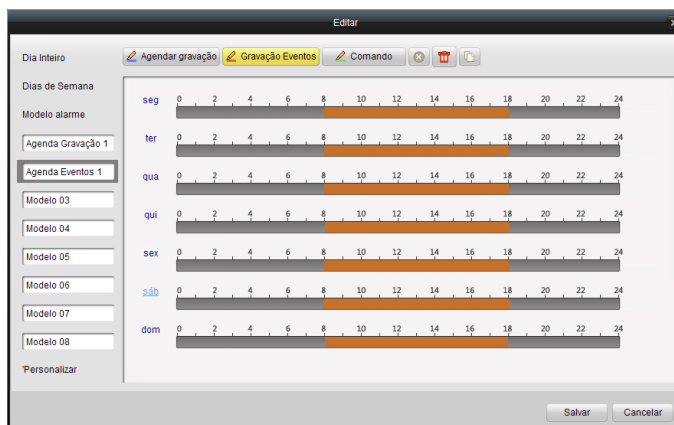 Editar
Dia Inteiro
Dias de Semana
Modelo alarme
Agenda Gravação 1
Agenda Eventos 1
Modelo 03
Modelo 04
Modelo 05
Modelo 06
Modelo 07
Modelo 08
'Personalizar
Agendar gravação Gravação Eventos Comando
seg 0 2 4 6 8 10 12 14 16 18 20 22 24
ter 0 2 4 6 8 10 12 14 16 18 20 22 24
qua 0 2 4 6 8 10 12 14 16 18 20 22 24
qui 0 2 4 6 8 10 12 14 16 18 20 22 24
sex 0 2 4 6 8 10 12 14 16 18 20 22 24
sáb 0 2 4 6 8 10 12 14 16 18 20 22 24
dom 0 2 4 6 8 10 12 14 16 18 20 22 24
Salvar Cancelar